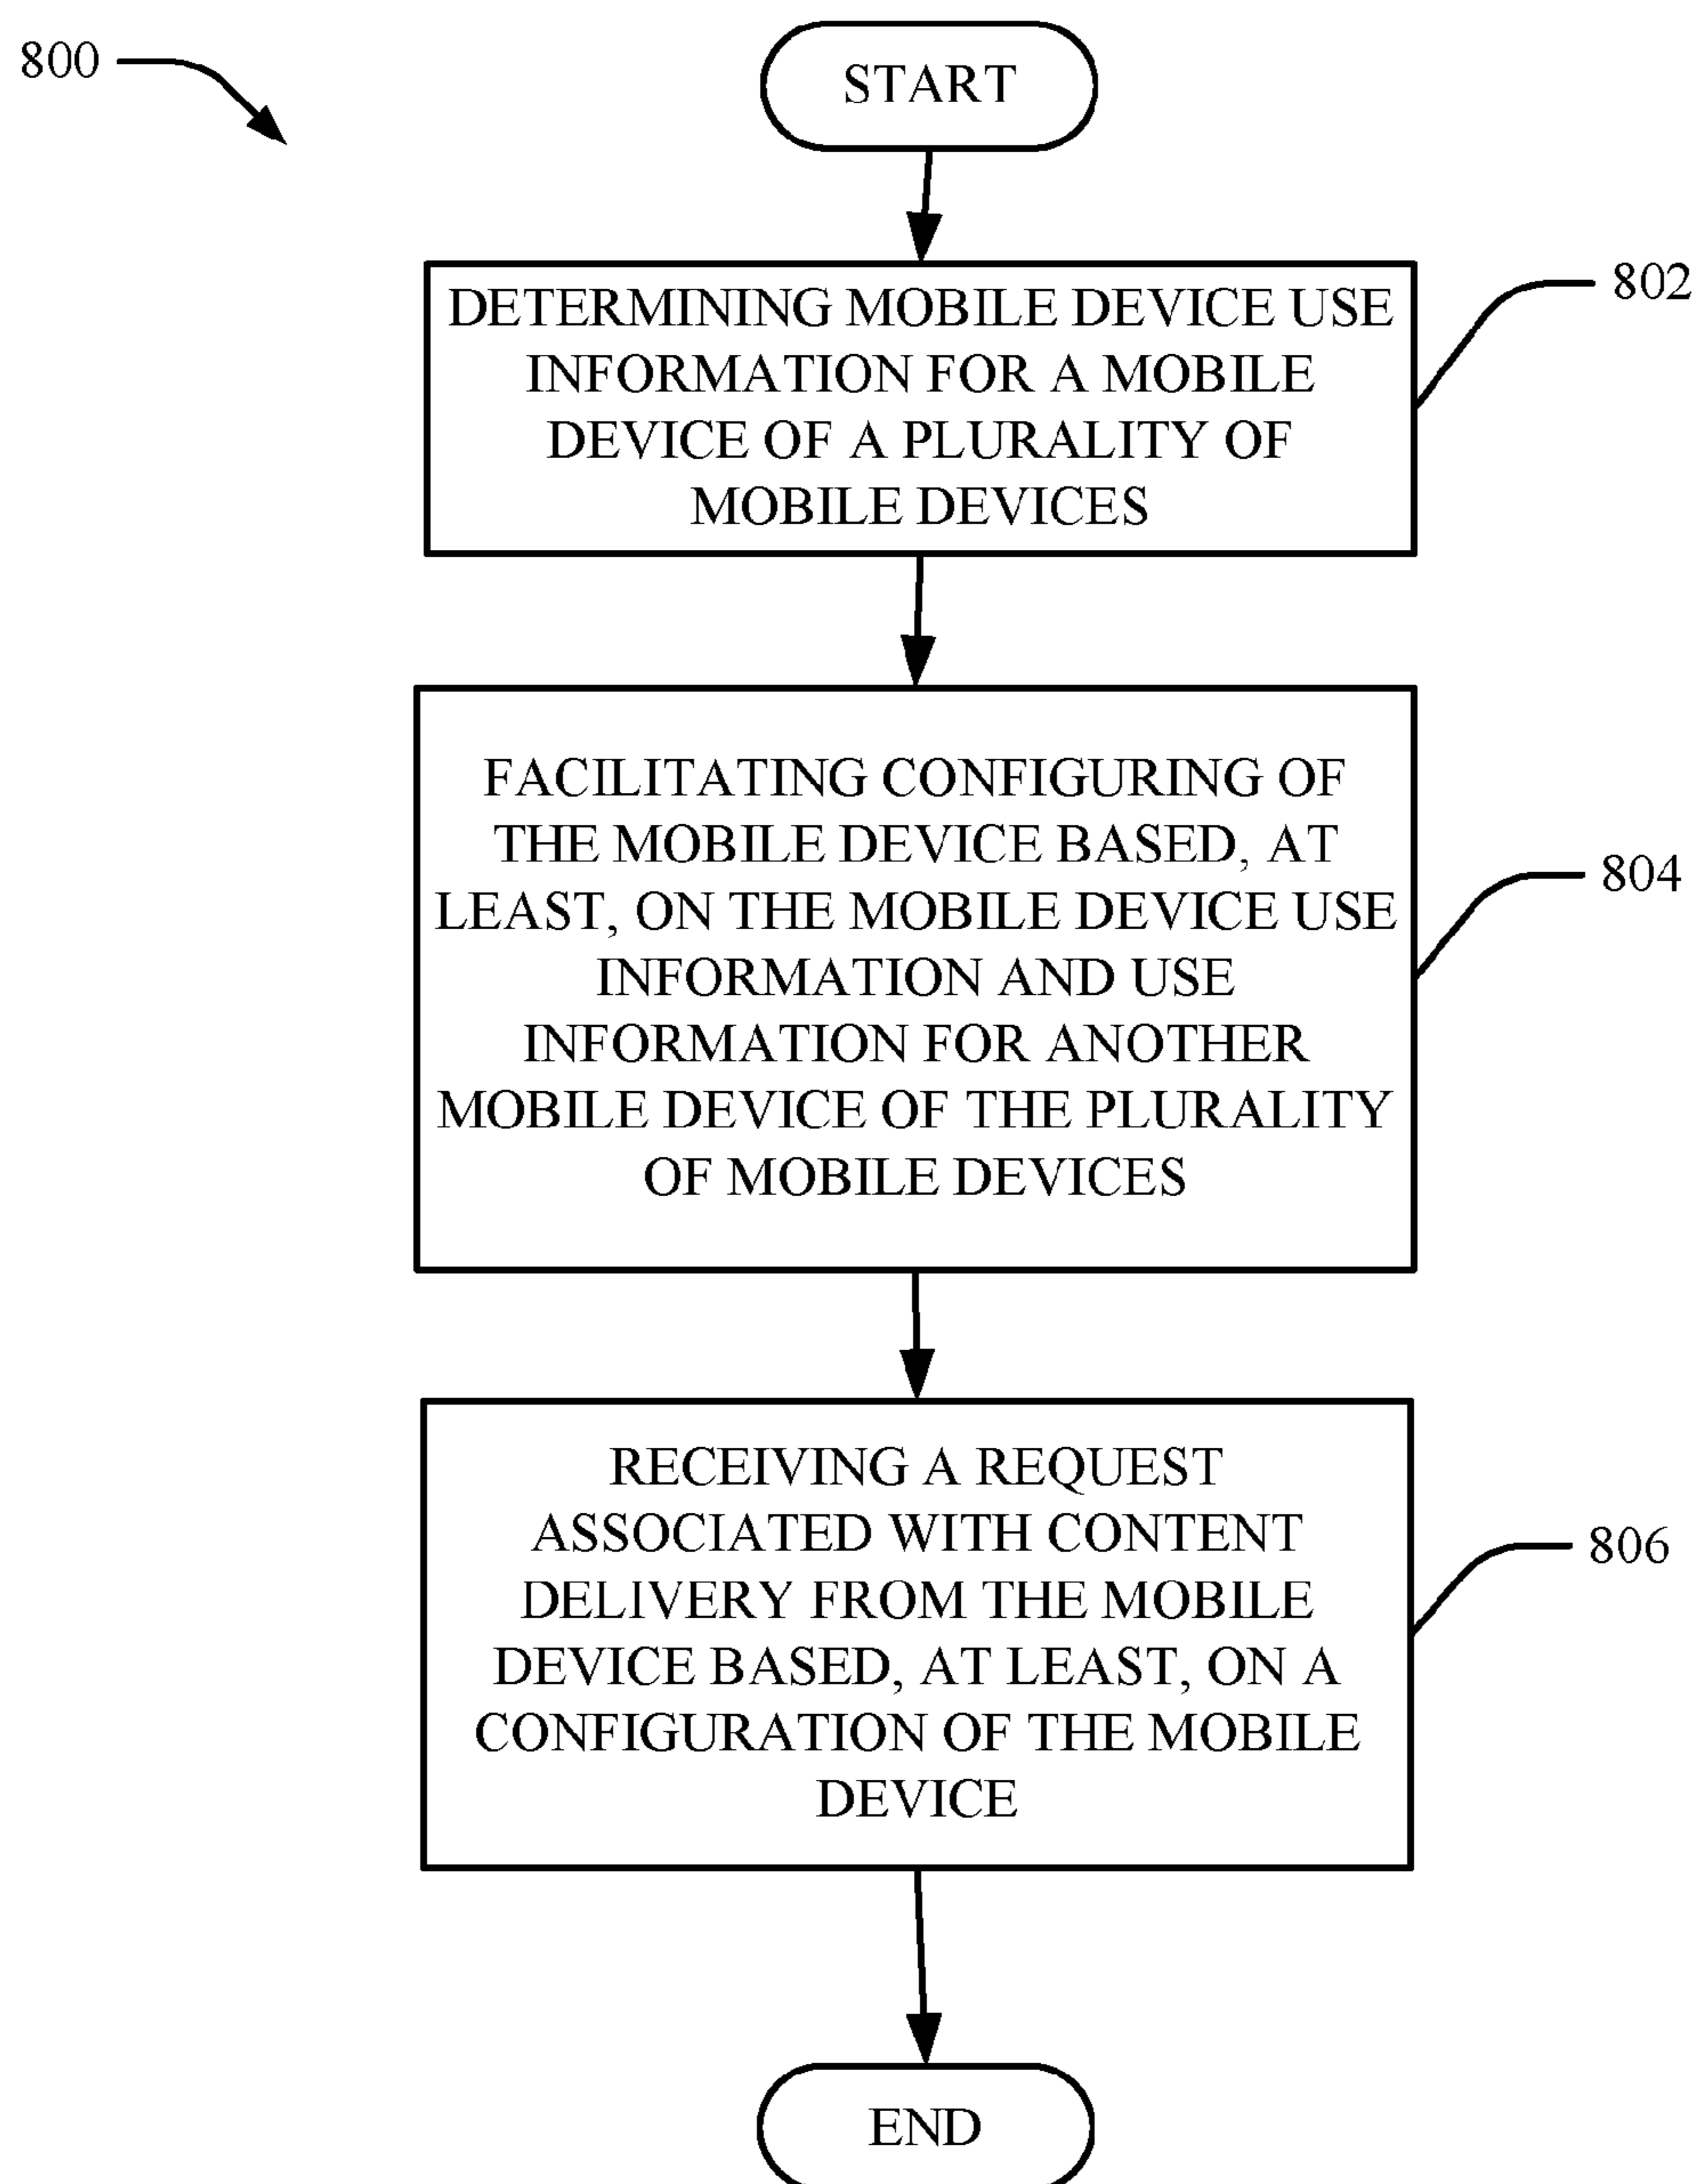 800
START
DETERMINING MOBILE DEVICE USE
INFORMATION FOR A MOBILE
DEVICE OF A PLURALITY OF
MOBILE DEVICES
802
FACILITATING CONFIGURING OF
THE MOBILE DEVICE BASED, AT
LEAST, ON THE MOBILE DEVICE USE
INFORMATION AND USE
INFORMATION FOR ANOTHER
MOBILE DEVICE OF THE PLURALITY
OF MOBILE DEVICES
804
RECEIVING A REQUEST
ASSOCIATED WITH CONTENT
DELIVERY FROM THE MOBILE
DEVICE BASED, AT LEAST, ON A
CONFIGURATION OF THE MOBILE
DEVICE
806
END